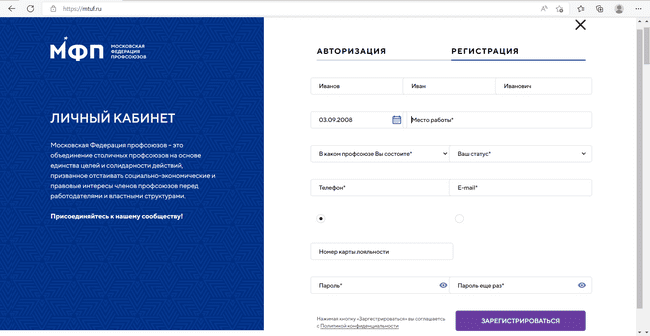 https://mtuf.ru
МФП
МОСКОВСКАЯ
ФЕДЕРАЦИЯ
ПРОФСОЮЗОВ
ЛИЧНЫЙ КАБИНЕТ
Московская Федерация профсоюзов – это
объединение столичных профсоюзов на основе
единства целей и солидарности действий,
призванное отстаивать социально-экономические и
правовые интересы членов профсоюзов перед
работодателями и властными структурами.
Присоединяйтесь к нашему сообществу!
АВТОРИЗАЦИЯ РЕГИСТРАЦИЯ
Иванов Иван Иванович
03.09.2008 Место работы*
В каком профсоюзе Вы состоите* Ваш статус*
Телефон* E-mail*
Номер карты лояльности
Пароль* Пароль еще раз*
Нажимая кнопку «Зарегистрироваться» вы соглашаетесь
с Политикой конфиденциальности
ЗАРЕГИСТРИРОВАТЬСЯ